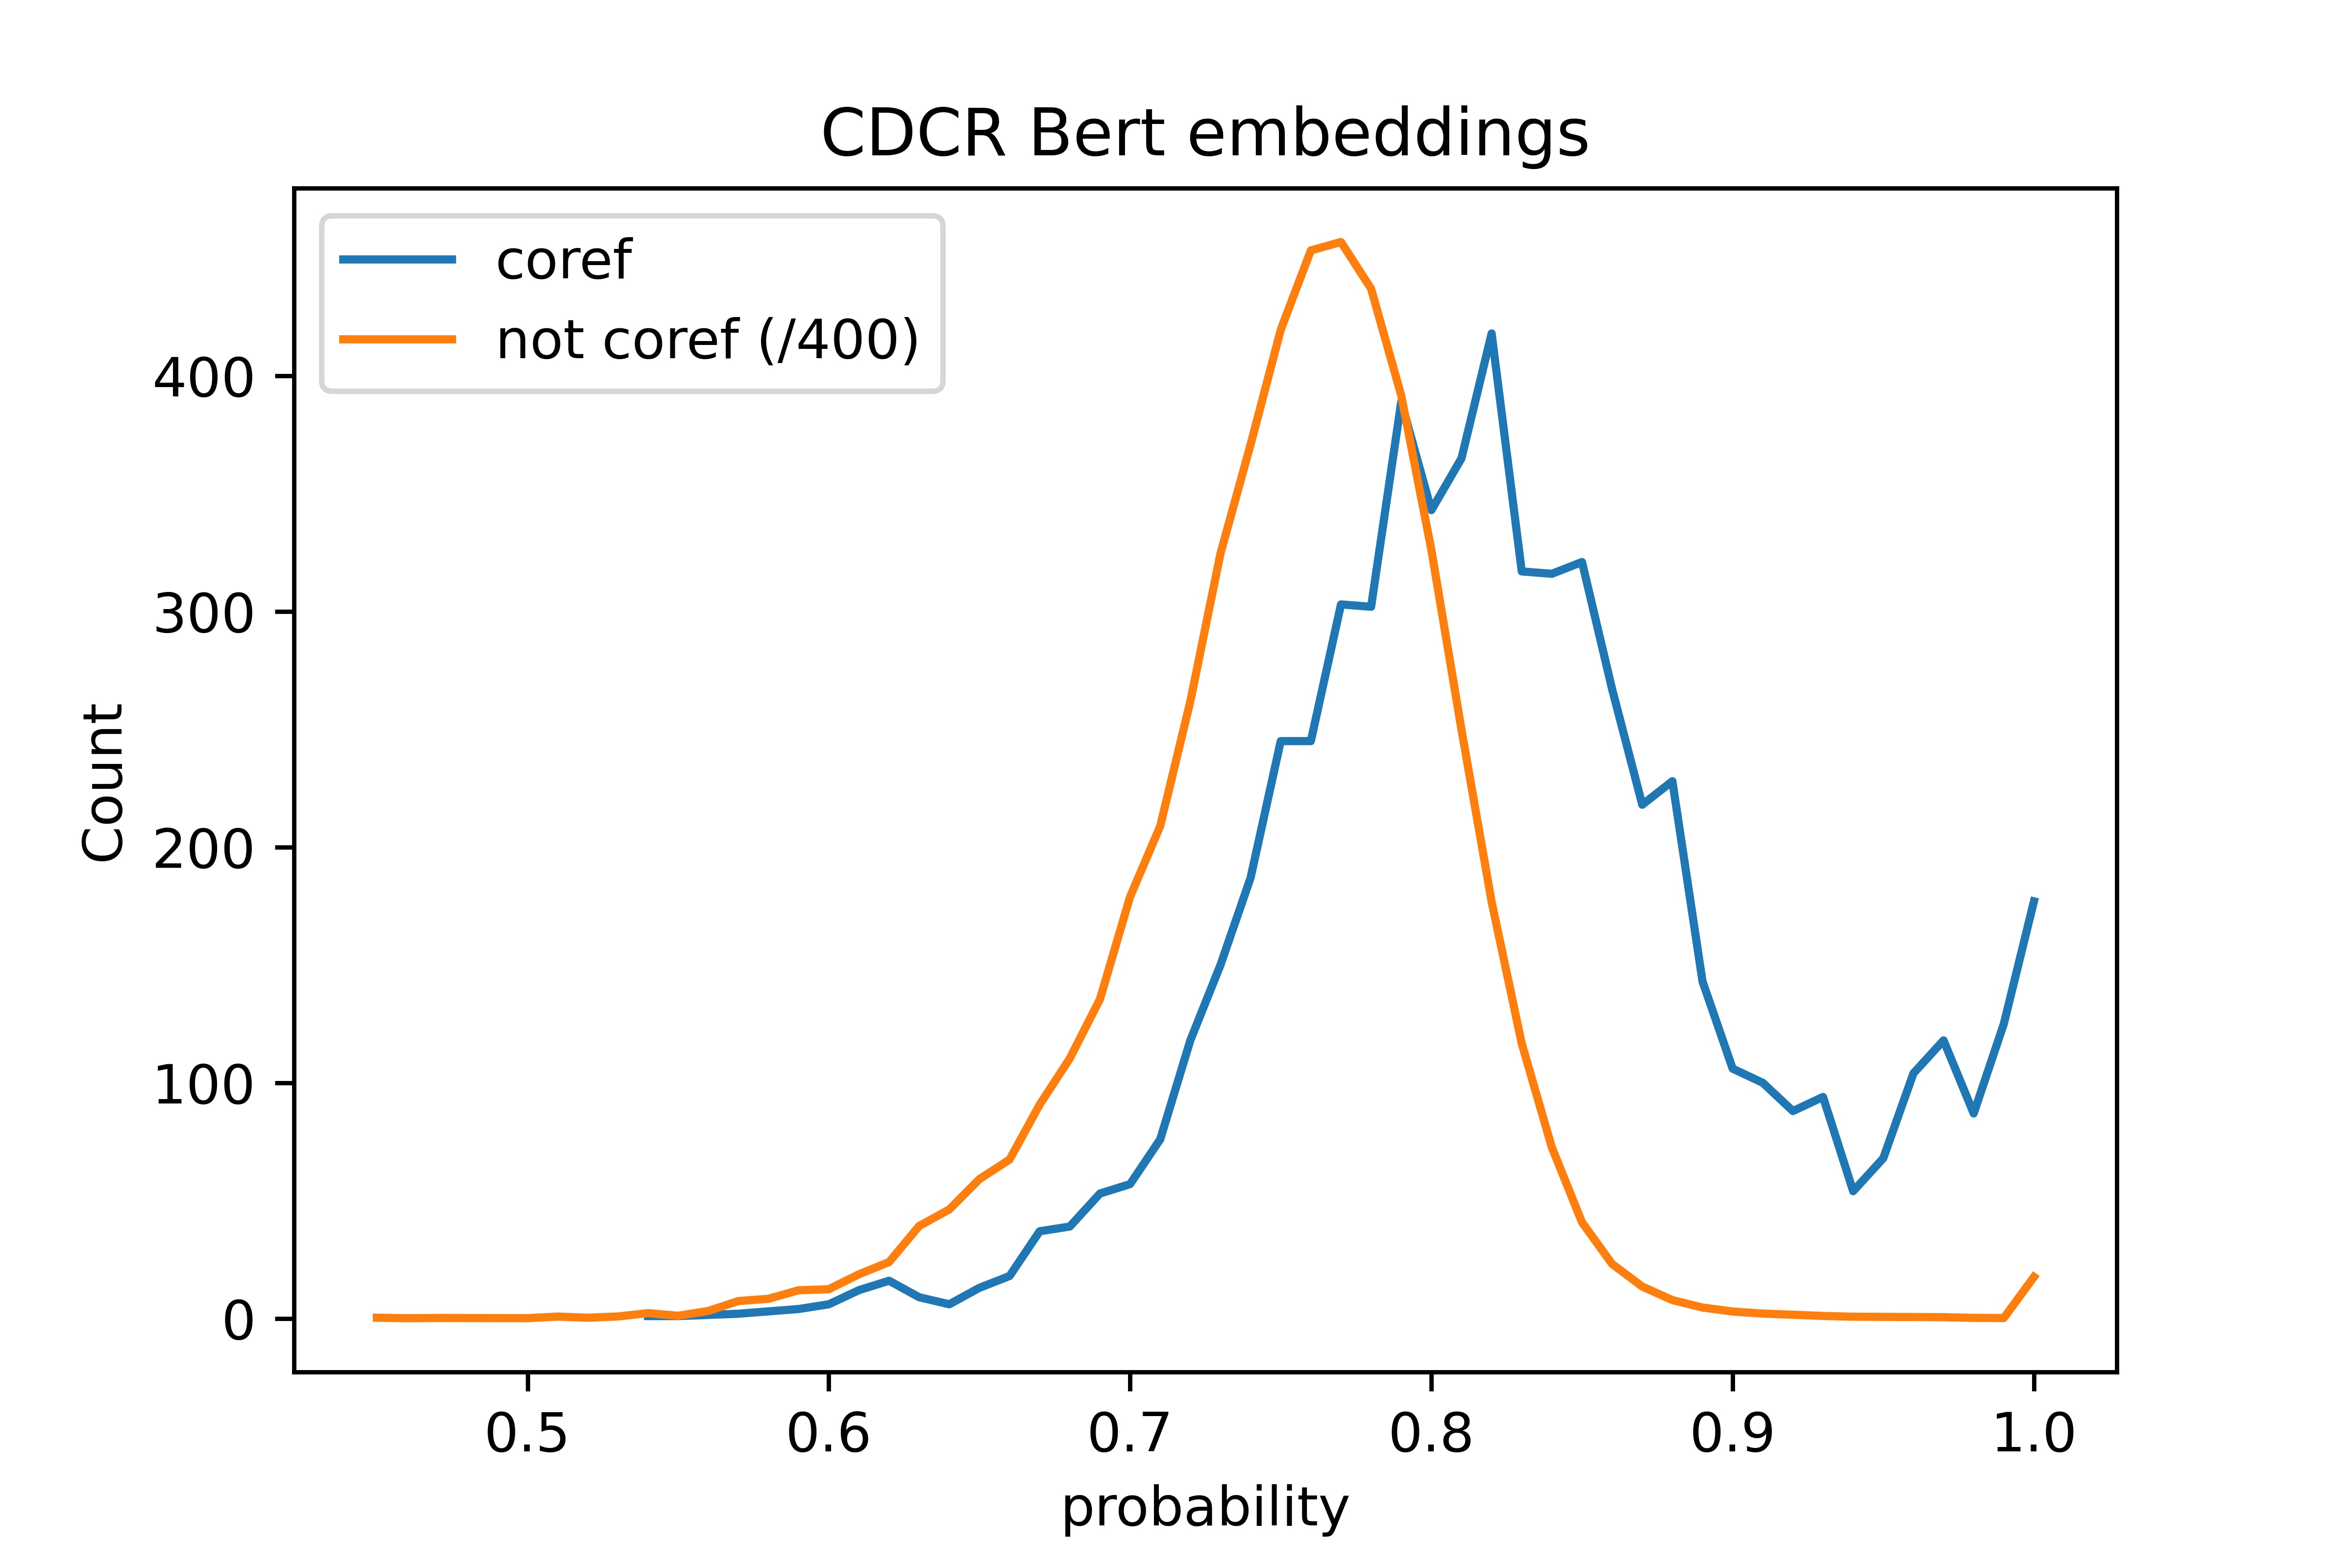 CDCR Bert embeddings
coref
not coref (/400)
Count
400
300
200
100
0
0.5 0.6 0.7 0.8 0.9 1.0
probability